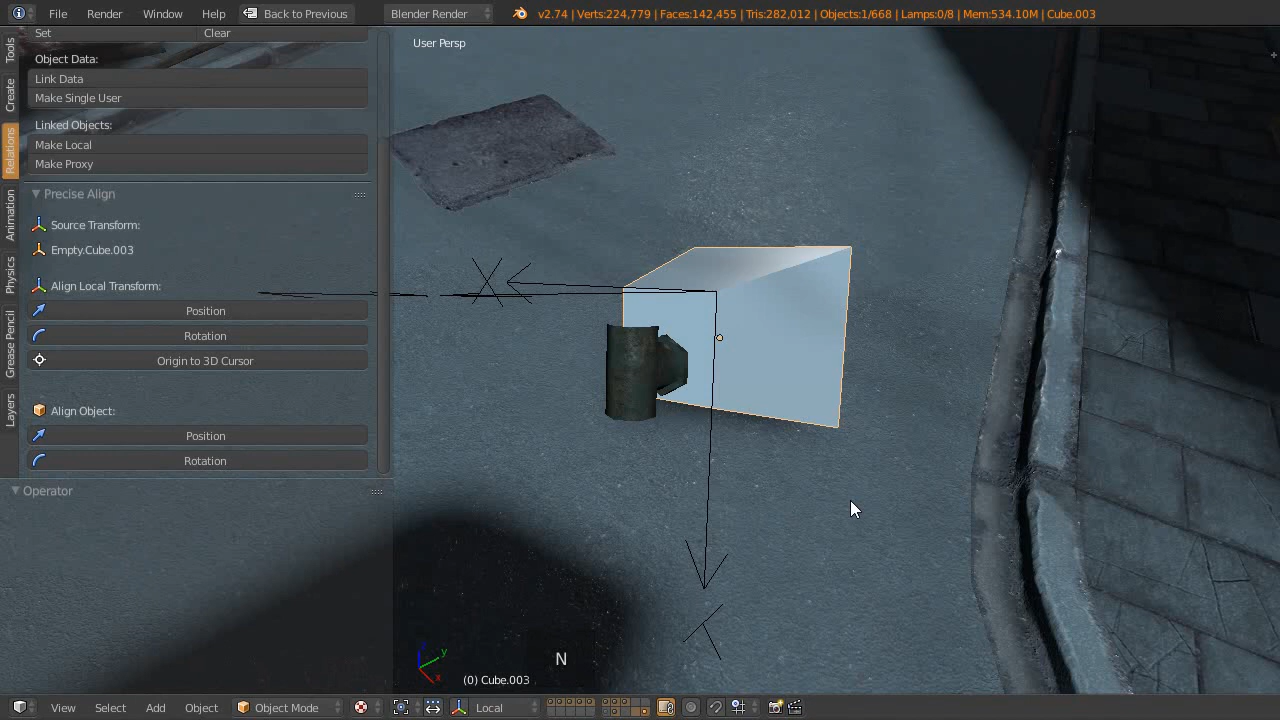 File Render Window Help Back to Previous Blender Render v2.74 | Verts:224,779 | Faces:142,455 | Tris:282,012 | Objects:1/668 | Lamps:0/8 | Mem:534.10M | Cube.003
Set Clear
User Persp
Object Data:
Link Data
Make Single User
Linked Objects:
Make Local
Make Proxy
Precise Align
Source Transform:
Empty.Cube.003
Align Local Transform:
Position
Rotation
Origin to 3D Cursor
Align Object:
Position
Rotation
Operator
Tools
Create
Relations
Animation
Physics
Grease Pencil
Layers
X
N
z
y
x
(0) Cube.003
View Select Add Object Object Mode Local